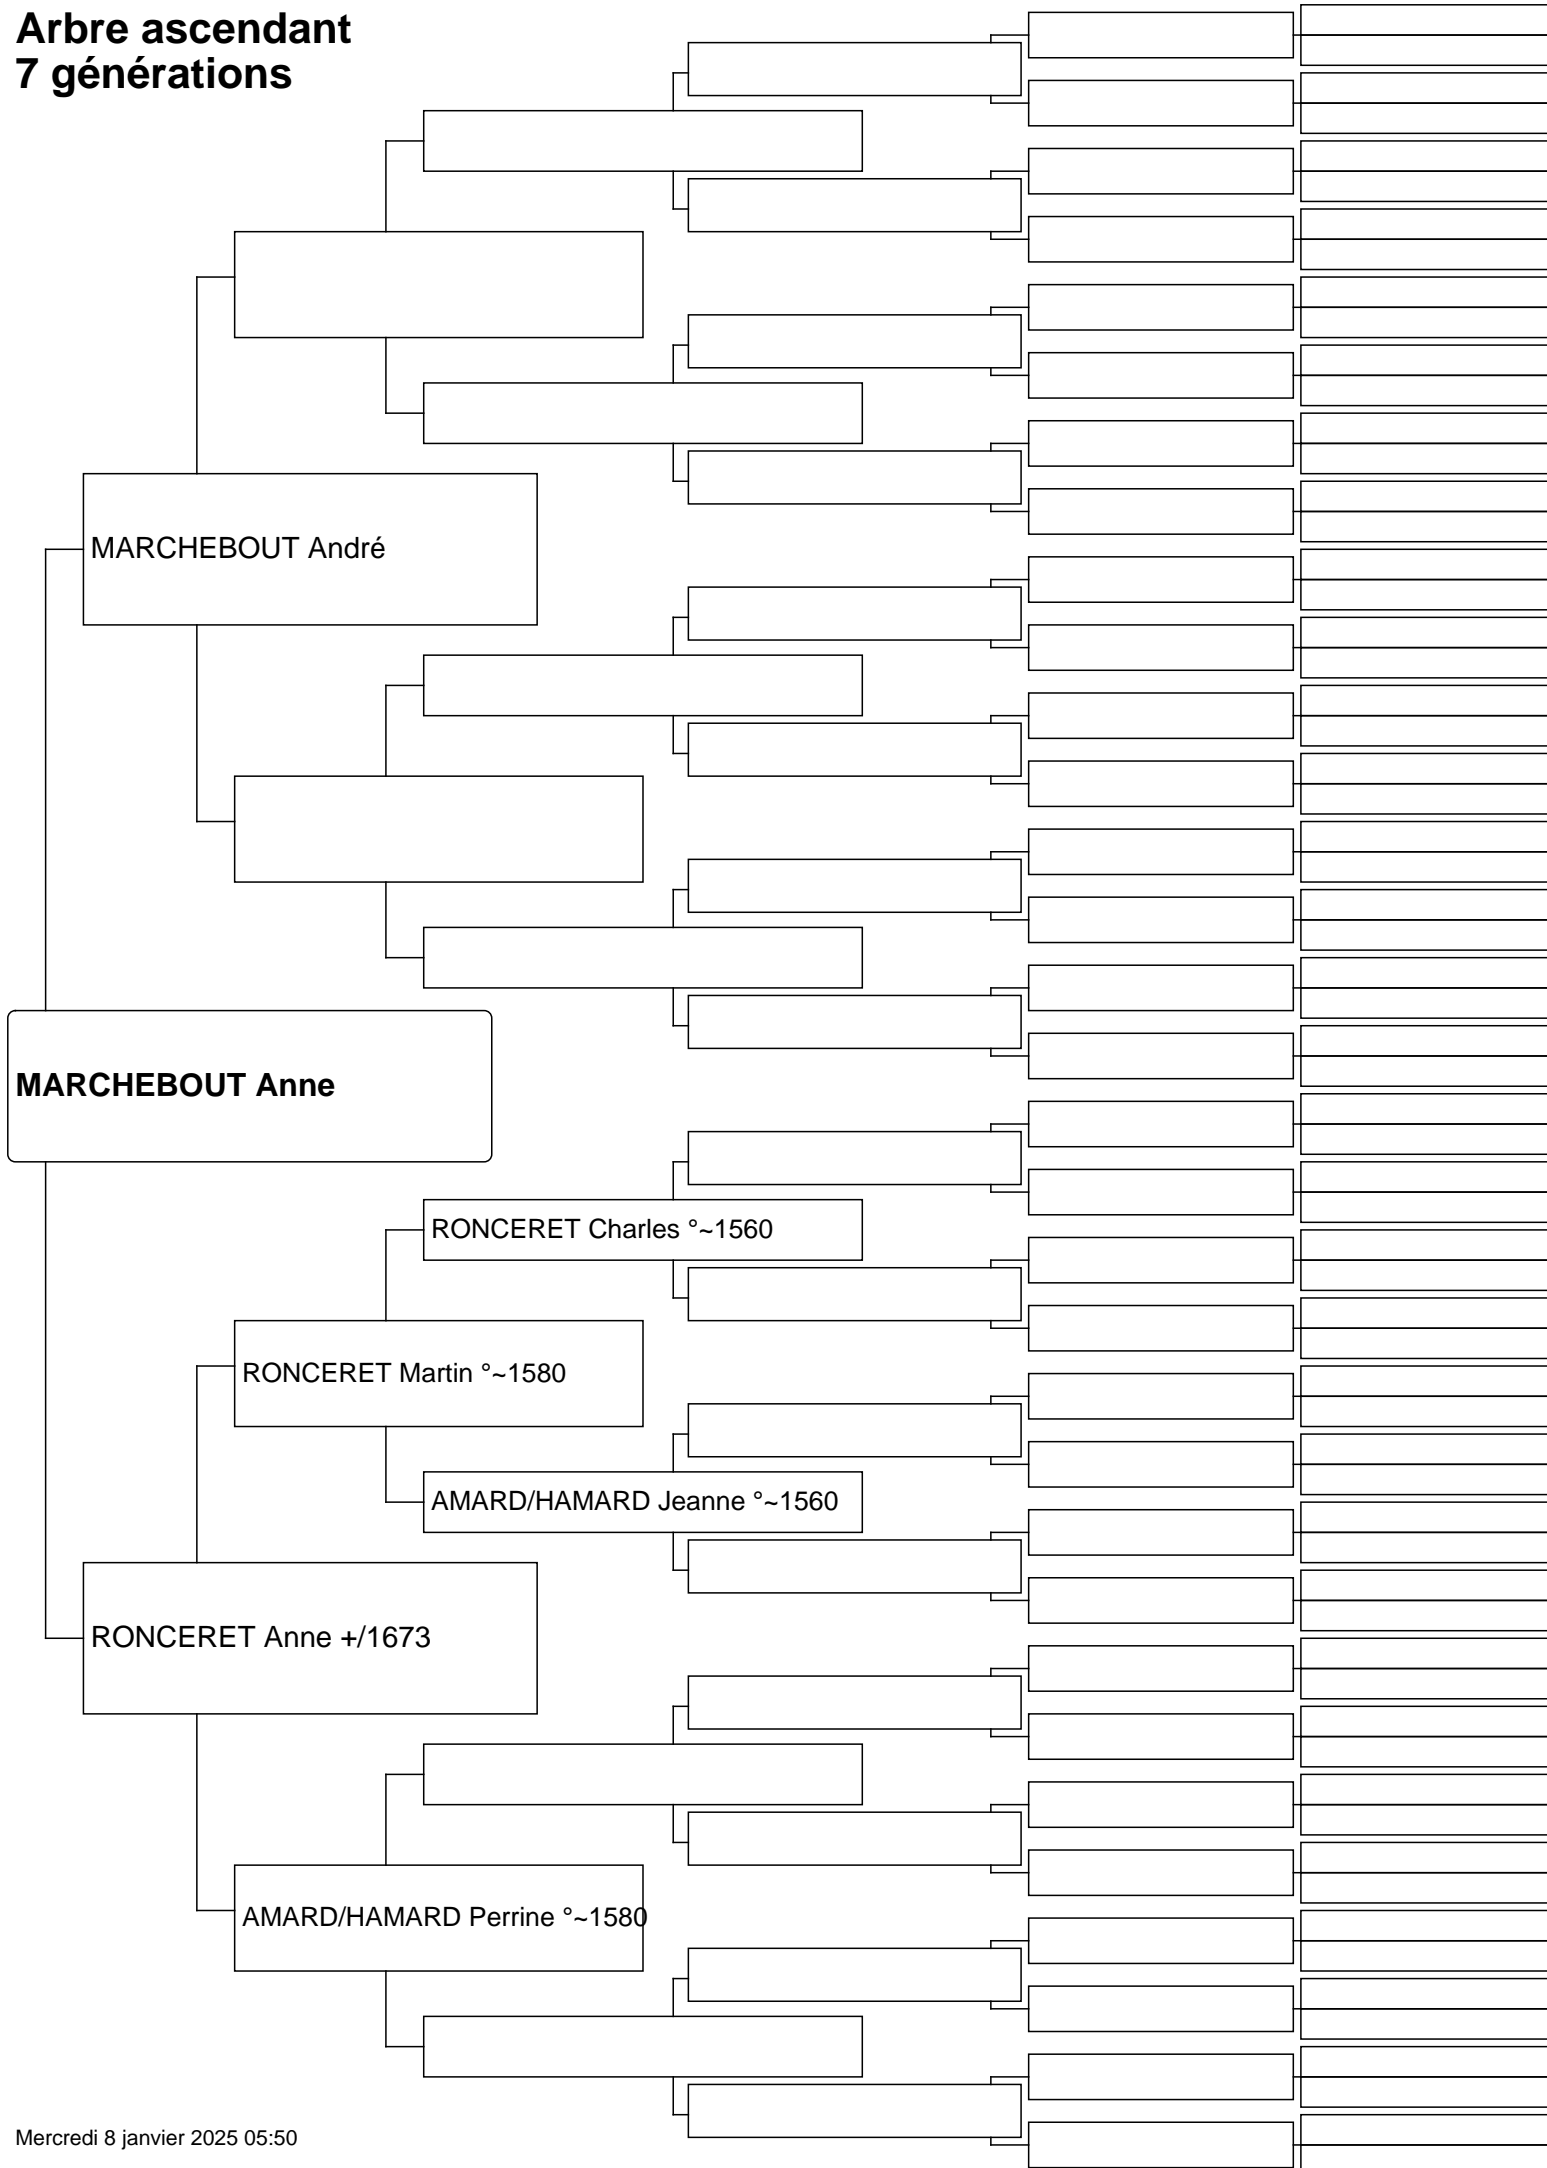 Arbre ascendant
7 générations
MARCHEBOUT André
MARCHEBOUT Anne
RONCERET Charles °~1560
RONCERET Martin °~1580
AMARD/HAMARD Jeanne °~1560
RONCERET Anne +/1673
AMARD/HAMARD Perrine °~1580
Mercredi 8 janvier 2025 05:50